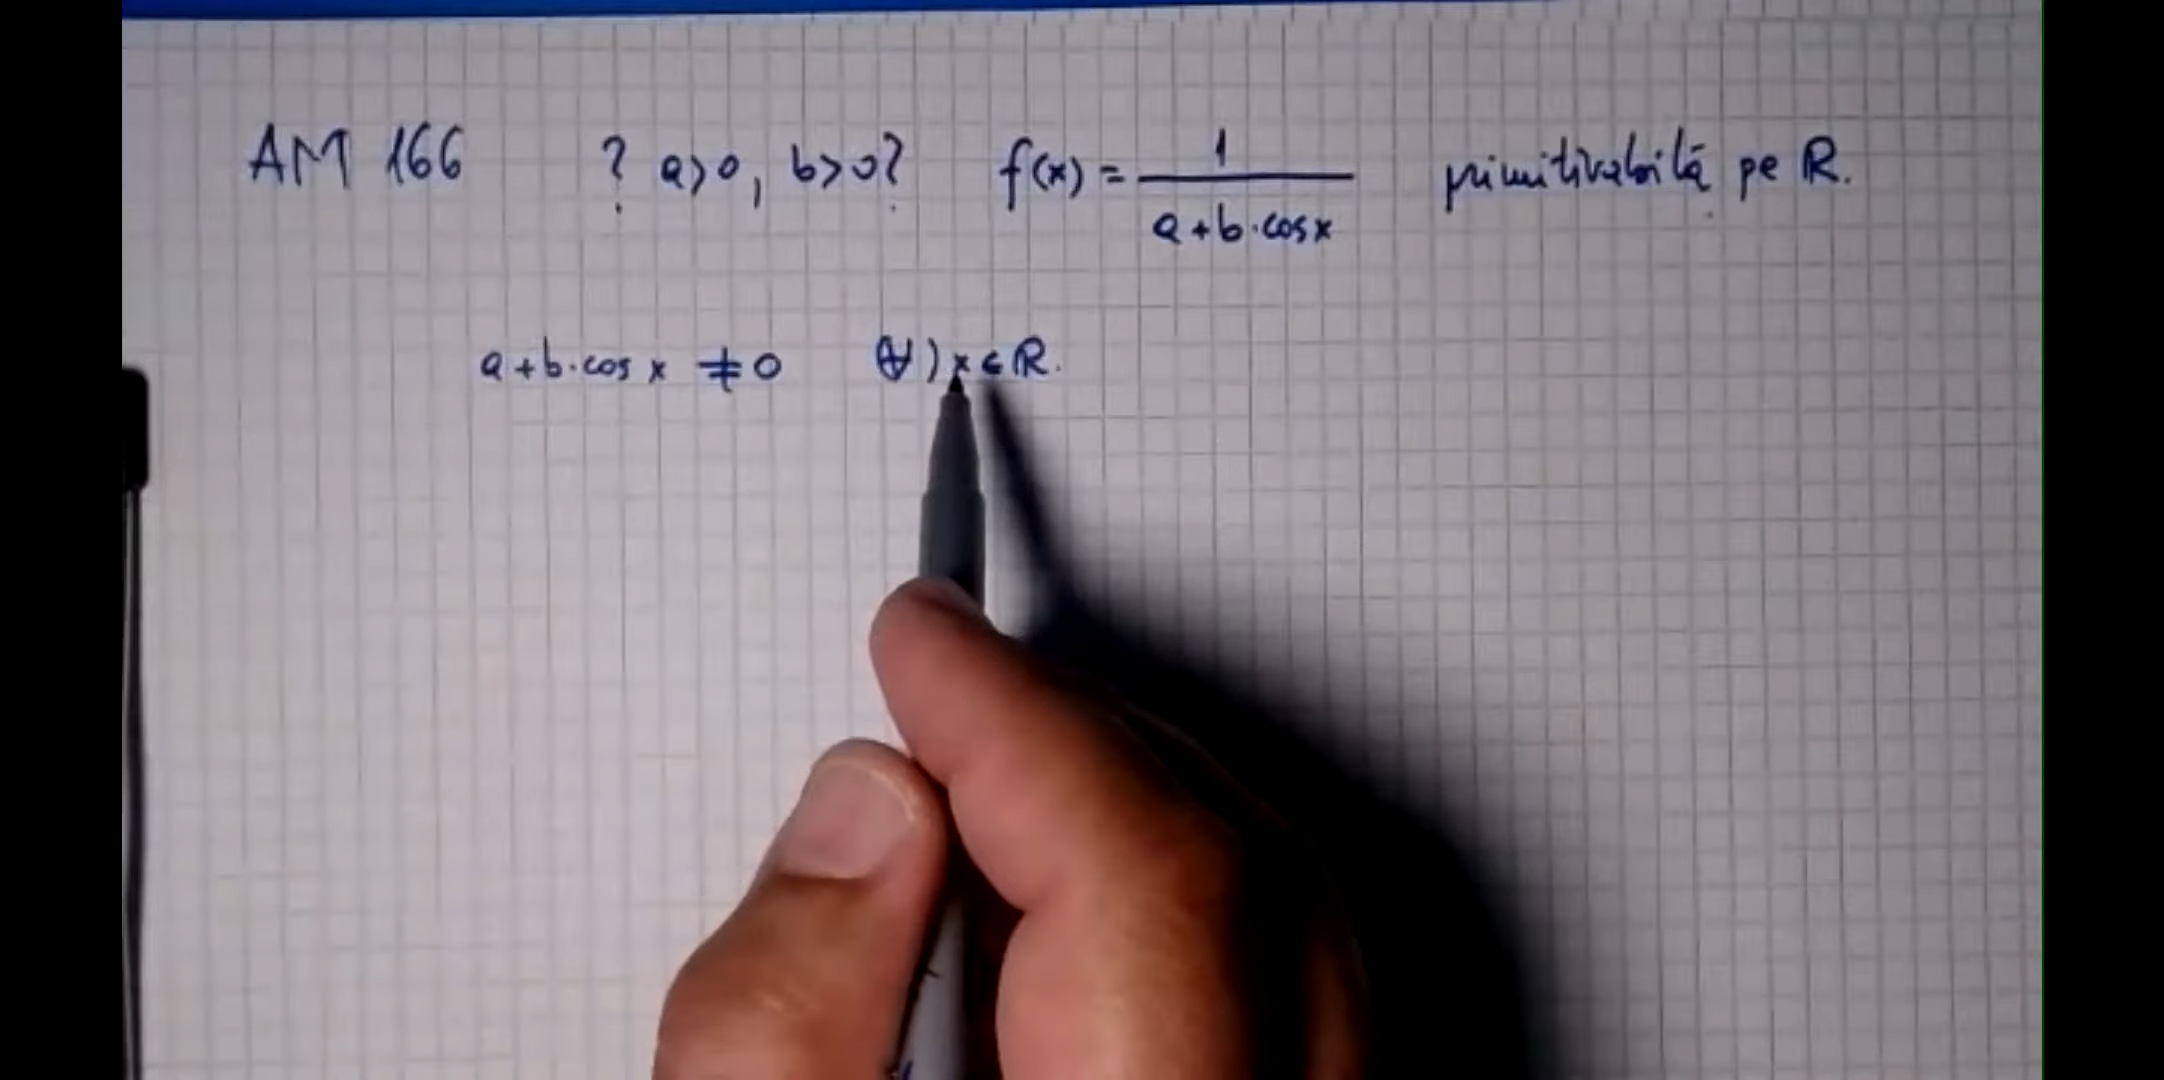 AM 166 ? a>0, b>0? f(x) = 1 / (a+b·cosx) primitivabilă pe ℝ.
a+b·cos x ≠ 0 ∀) x ∈ ℝ.